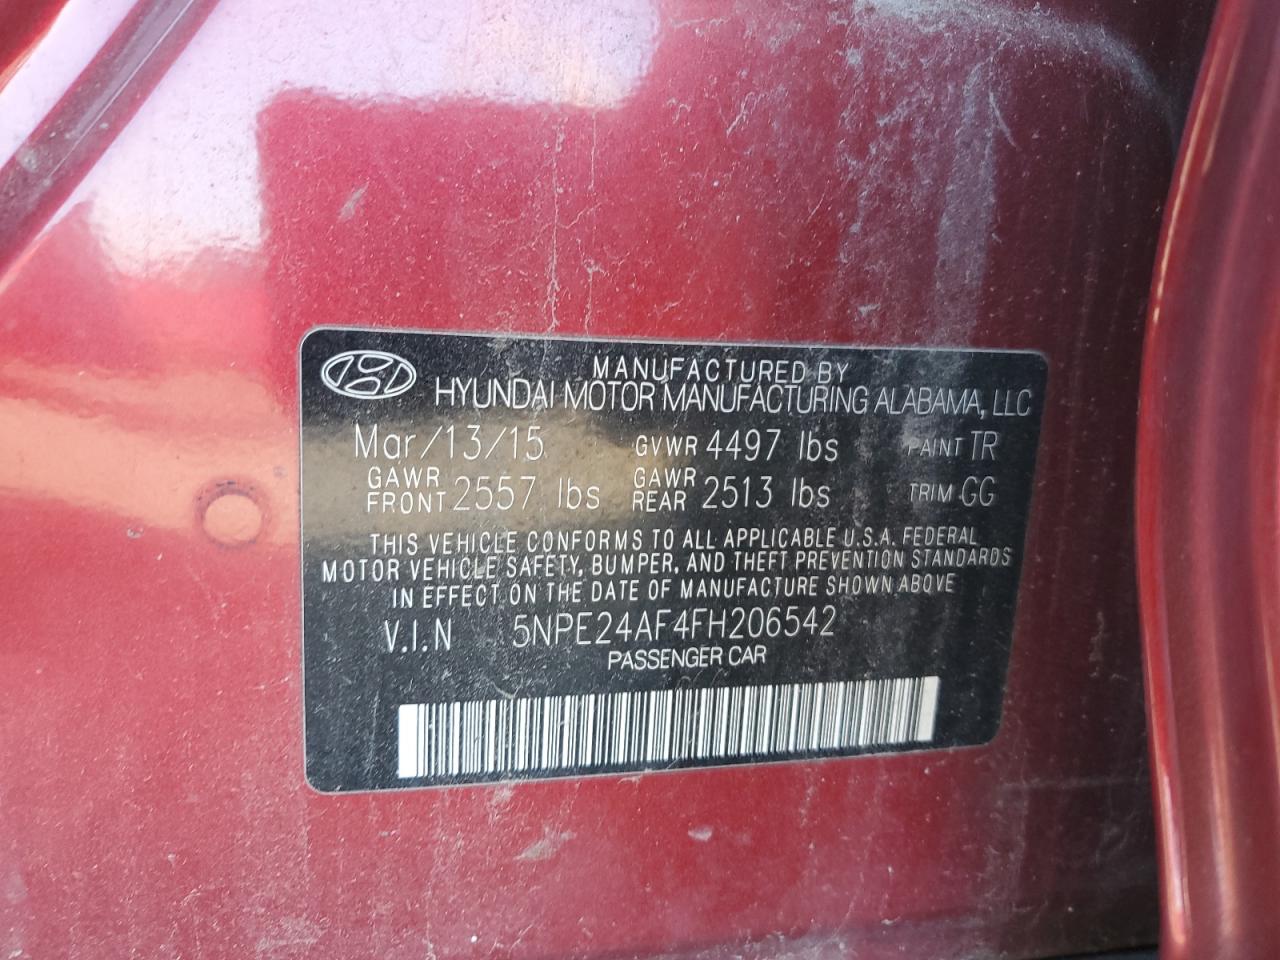 MANUFACTURED BY
HYUNDAI MOTOR MANUFACTURING ALABAMA, LLC
Mar/13/15 GVWR 4497 lbs PAINT TR
GAWR FRONT 2557 lbs GAWR REAR 2513 lbs TRIM GG
THIS VEHICLE CONFORMS TO ALL APPLICABLE U.S.A. FEDERAL
MOTOR VEHICLE SAFETY, BUMPER, AND THEFT PREVENTION STANDARDS
IN EFFECT ON THE DATE OF MANUFACTURE SHOWN ABOVE
V.I.N 5NPE24AF4FH206542
PASSENGER CAR